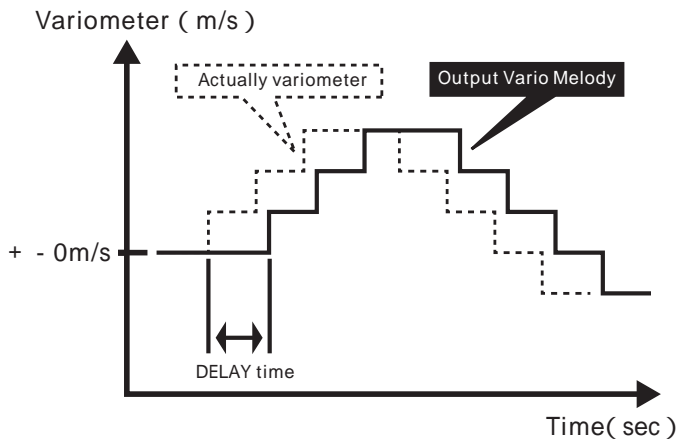 Variometer ( m/s )
Actually variometer
Output Vario Melody
+ - 0m/s
DELAY time
Time( sec )